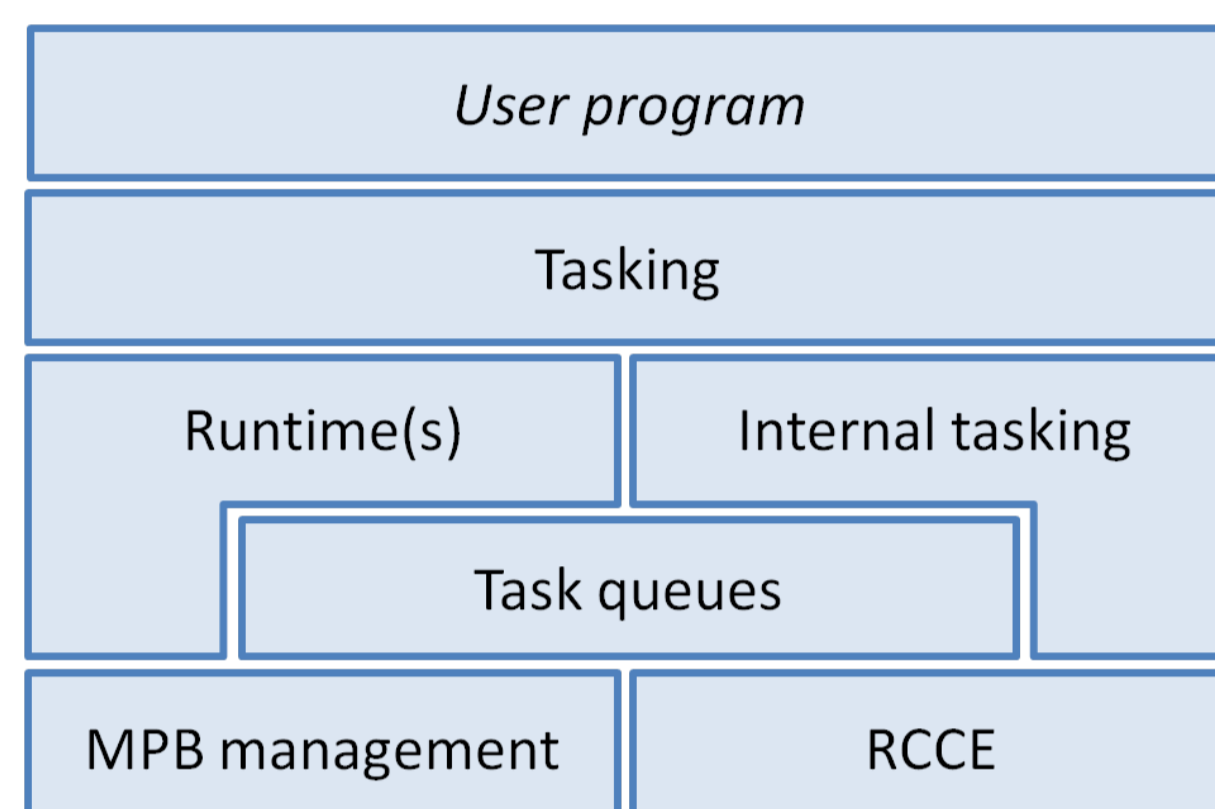 User program
Tasking
Runtime(s)
Internal tasking
Task queues
MPB management
RCCE